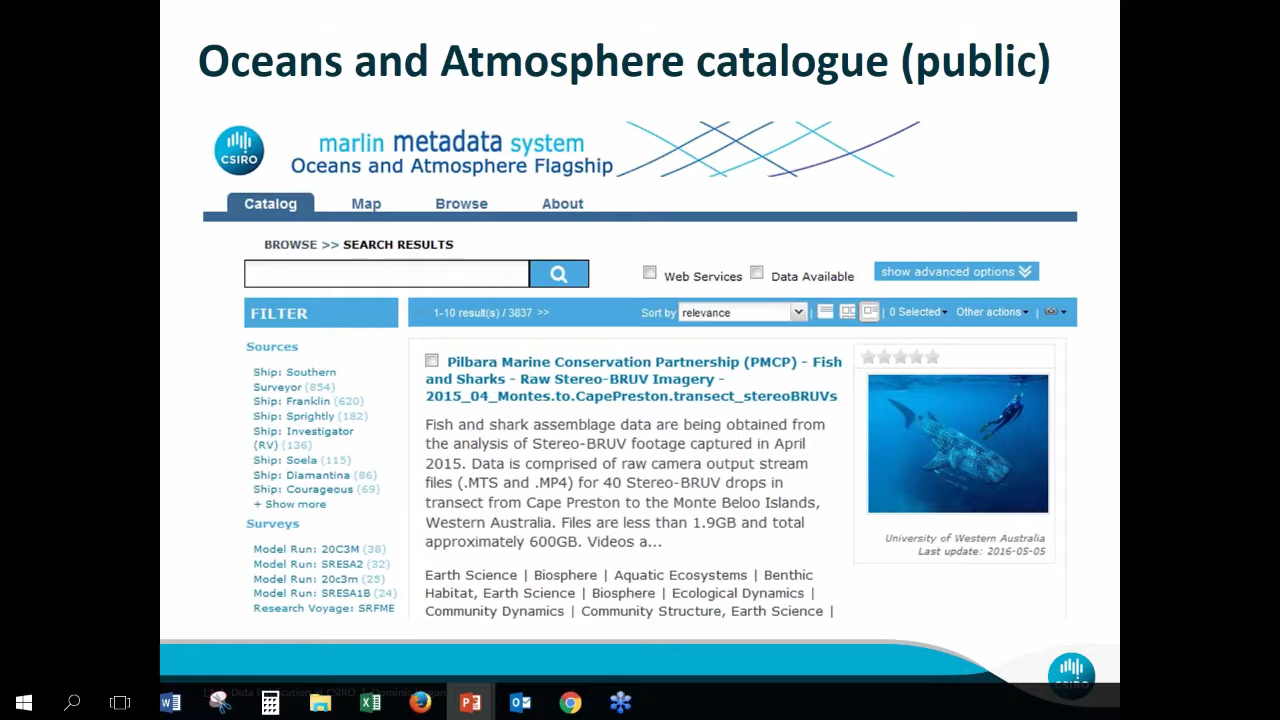 Oceans and Atmosphere catalogue (public)
CSIRO
marlin metadata system
Oceans and Atmosphere Flagship
Catalog Map Browse About
BROWSE >> SEARCH RESULTS
Web Services Data Available show advanced options
FILTER
1-10 result(s) / 3837 >> Sort by relevance | 0 Selected Other actions |
Sources
Ship: Southern
Surveyor (854)
Ship: Franklin (620)
Ship: Sprightly (182)
Ship: Investigator
(RV) (136)
Ship: Soela (115)
Ship: Diamantina (86)
Ship: Courageous (69)
+ Show more
Surveys
Model Run: 20C3M (38)
Model Run: SRESA2 (32)
Model Run: 20c3m (25)
Model Run: SRESA1B (24)
Research Voyage: SRFME
Pilbara Marine Conservation Partnership (PMCP) - Fish
and Sharks - Raw Stereo-BRUV Imagery -
2015_04_Montes.to.CapePreston.transect_stereoBRUVs
Fish and shark assemblage data are being obtained from
the analysis of Stereo-BRUV footage captured in April
2015. Data is comprised of raw camera output stream
files (.MTS and .MP4) for 40 Stereo-BRUV drops in
transect from Cape Preston to the Monte Beloo Islands,
Western Australia. Files are less than 1.9GB and total
approximately 600GB. Videos a...
Earth Science | Biosphere | Aquatic Ecosystems | Benthic
Habitat, Earth Science | Biosphere | Ecological Dynamics |
Community Dynamics | Community Structure, Earth Science |
University of Western Australia
Last update: 2016-05-05
CSIRO